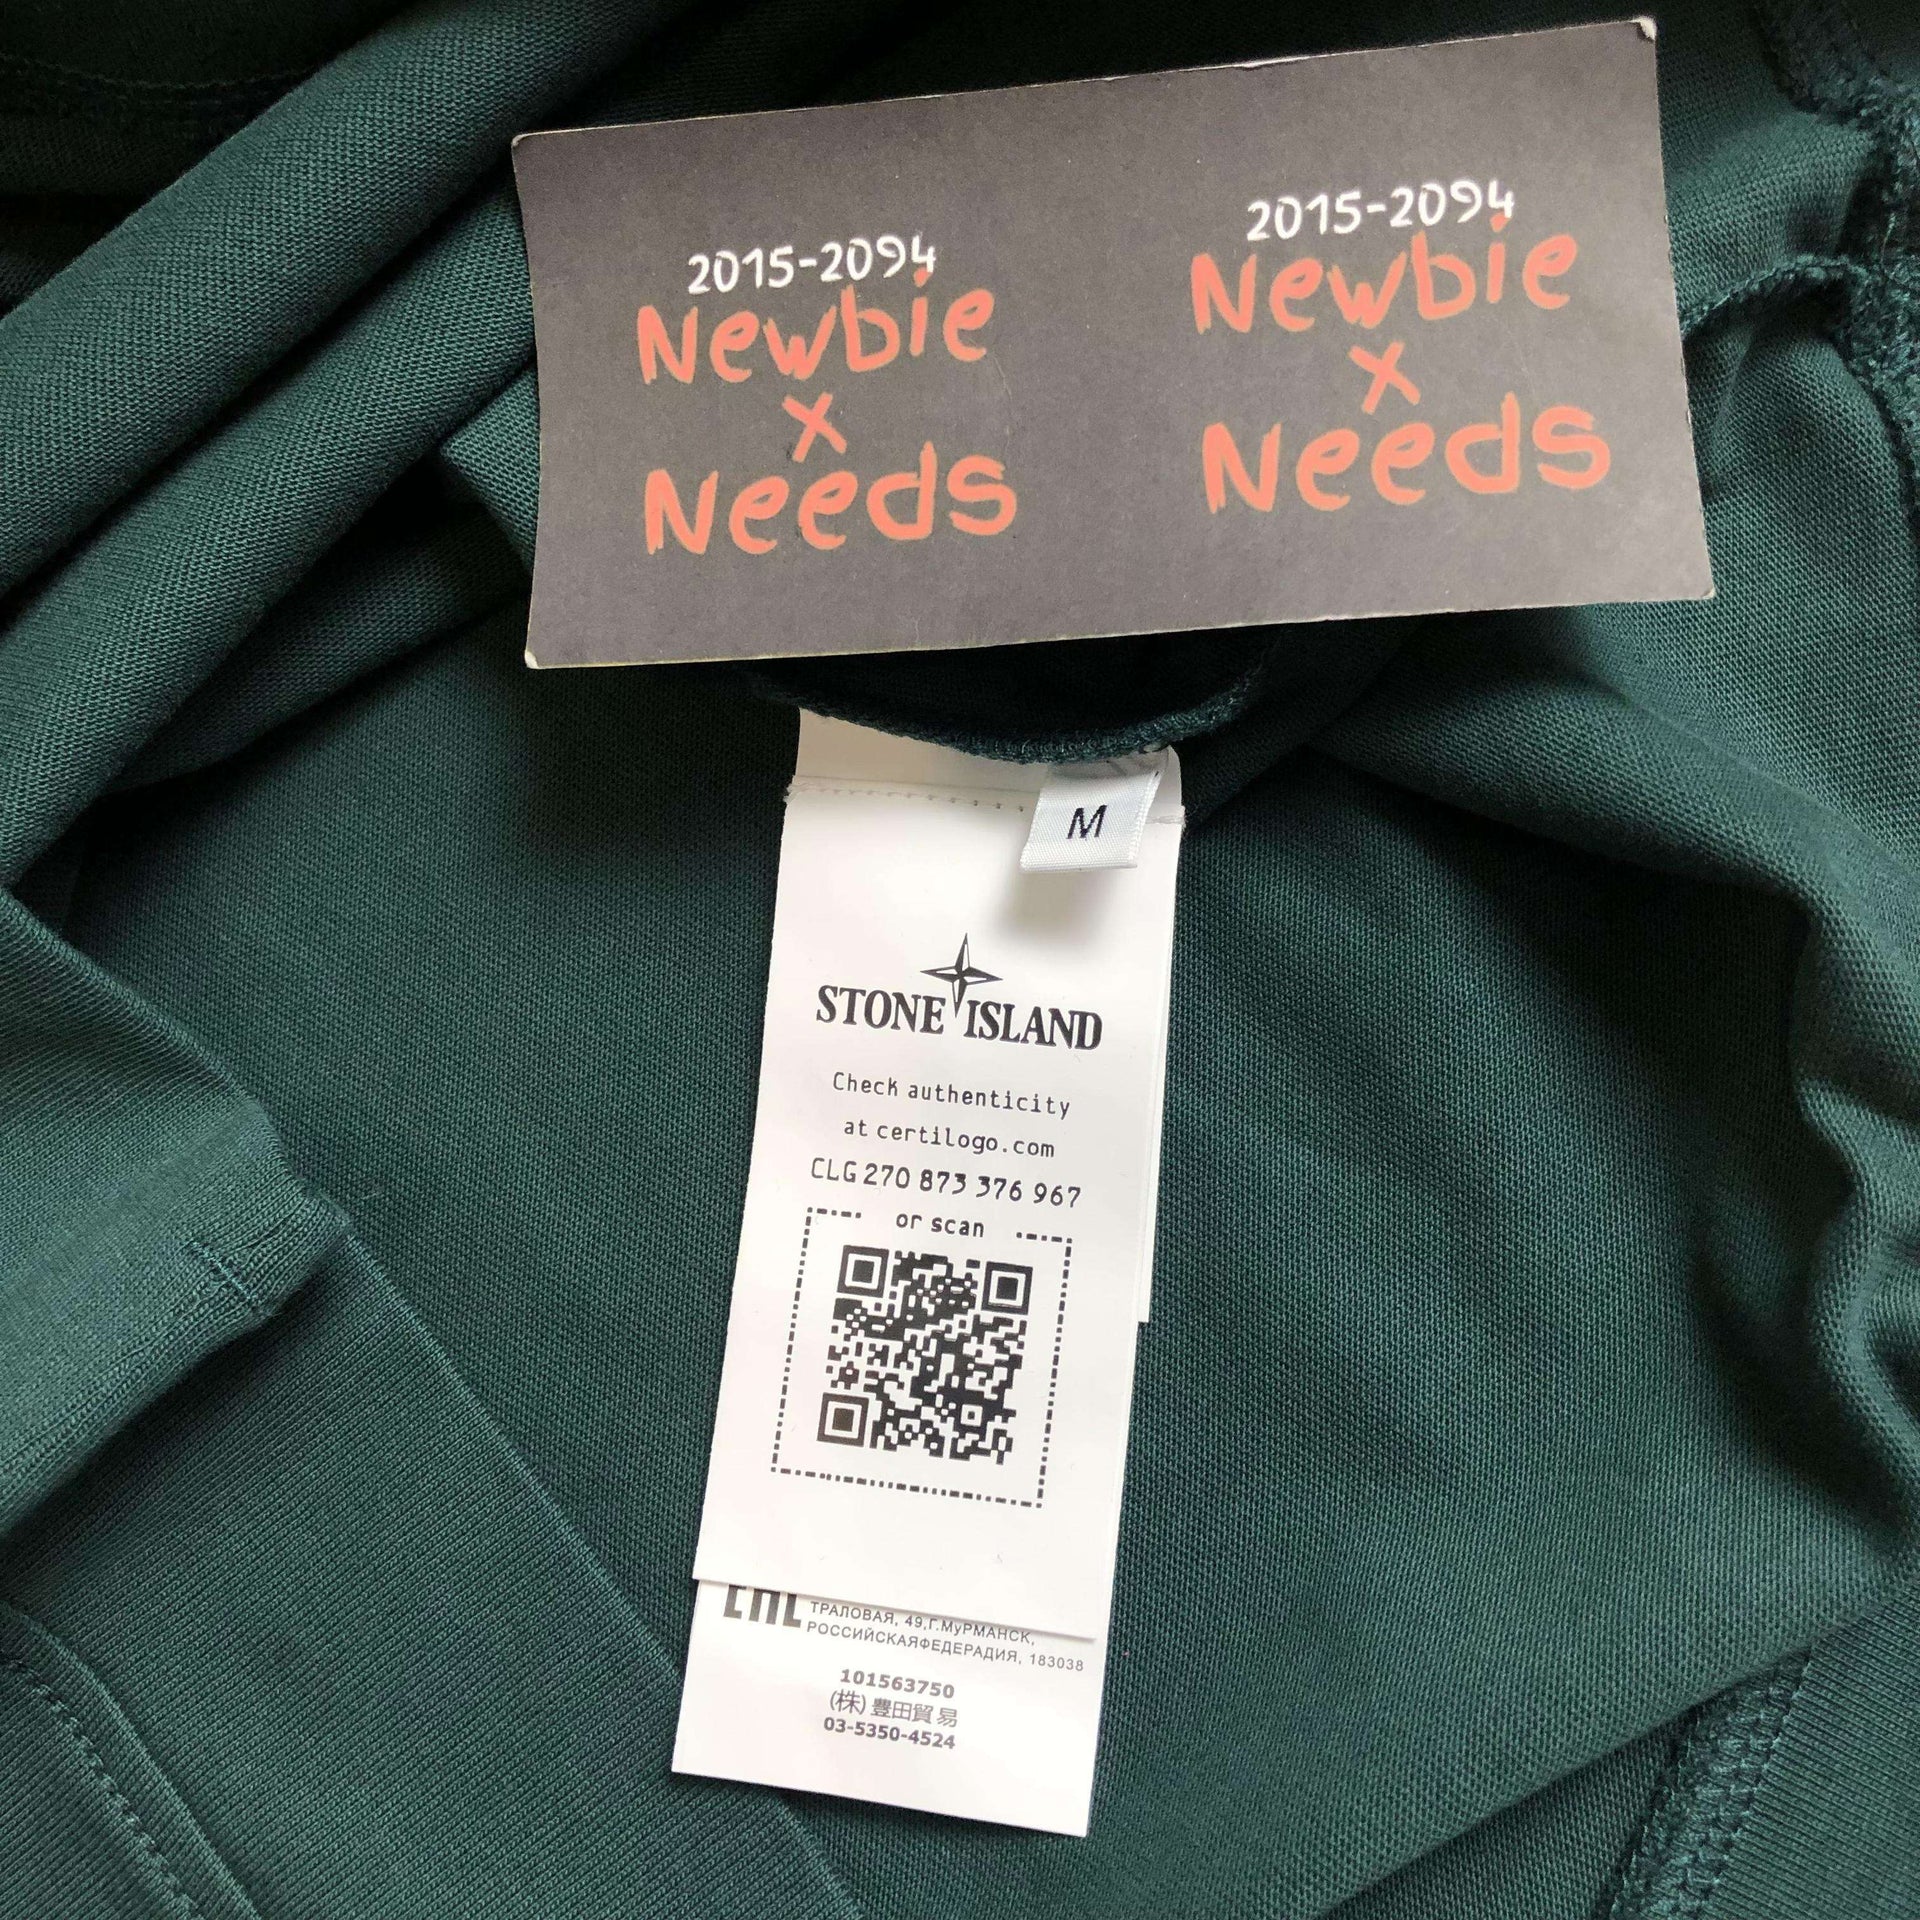 2015-2094
Newbie
x
Needs
2015-2094
Newbie
x
Needs
M
STONE ISLAND
Check authenticity
at certilogo.com
CLG 270 873 376 967
or scan
ТРАЛОВАЯ, 49,Г.МуРМАНСК,
РОССИЙСКАЯФЕДЕРАДИЯ, 183038
101563750
(株) 豊田貿易
03-5350-4524